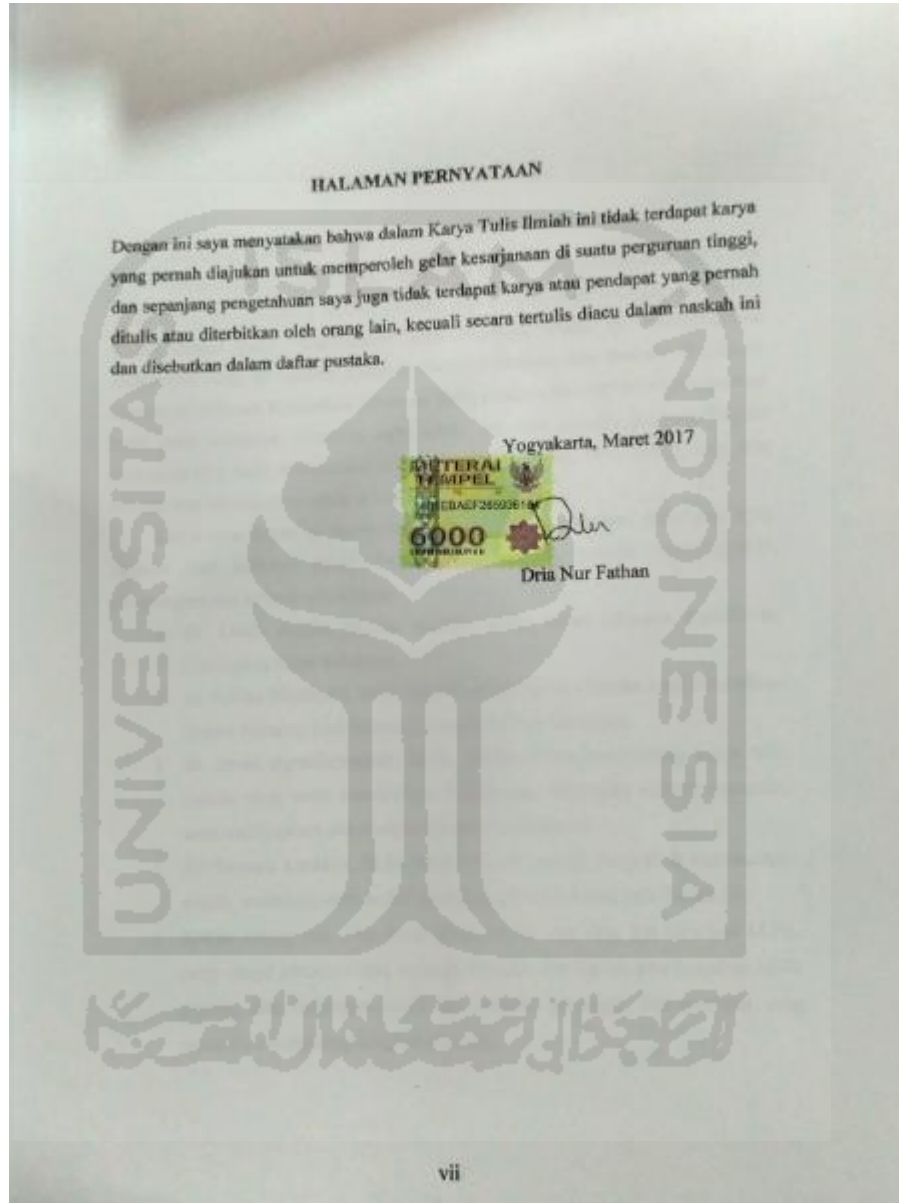 HALAMAN PERNYATAAN
Dengan ini saya menyatakan bahwa dalam Karya Tulis Ilmiah ini tidak terdapat karya
yang pernah diajukan untuk memperoleh gelar kesarjanaan di suatu perguruan tinggi,
dan sepanjang pengetahuan saya juga tidak terdapat karya atau pendapat yang pernah
ditulis atau diterbitkan oleh orang lain, kecuali secara tertulis diacu dalam naskah ini
dan disebutkan dalam daftar pustaka.
Yogyakarta, Maret 2017
METERAI
TEMPEL
6000
Dria Nur Fathan
UNIVERSITAS
ISLAM
INDONESIA
vii